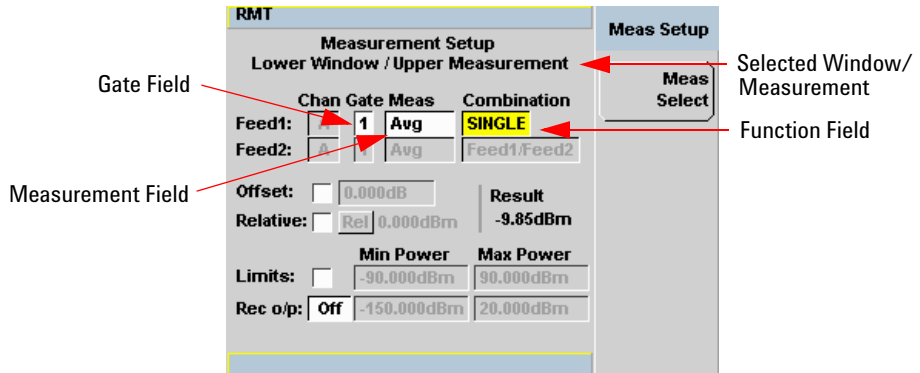 RMT
Meas Setup
Measurement Setup
Lower Window / Upper Measurement
Selected Window/
Measurement
Meas
Select
Gate Field
Chan Gate Meas Combination
Feed1: A 1 Avg SINGLE
Function Field
Feed2: A 1 Avg Feed1/Feed2
Measurement Field
Offset: 0.000dB
Result
Relative: Rel 0.000dBm
-9.85dBm
Min Power Max Power
Limits: -90.000dBm 90.000dBm
Rec o/p: Off -150.000dBm 20.000dBm